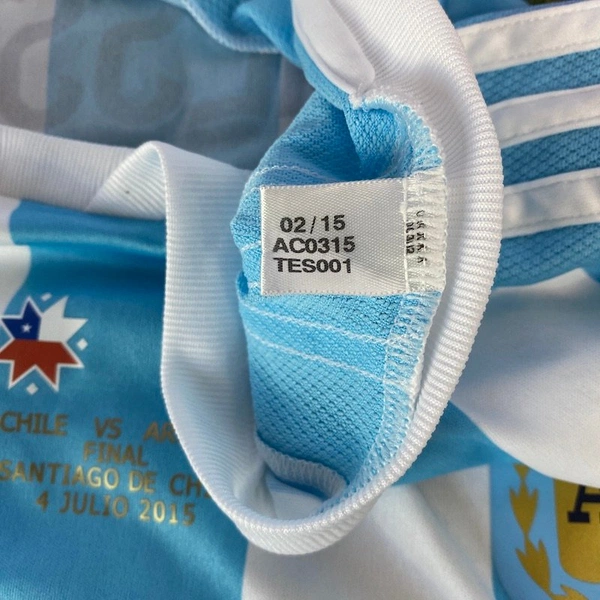 02/15
AC0315
TES001
CHILE VS
FINAL
SANTIAGO DE
4 JULIO 2015